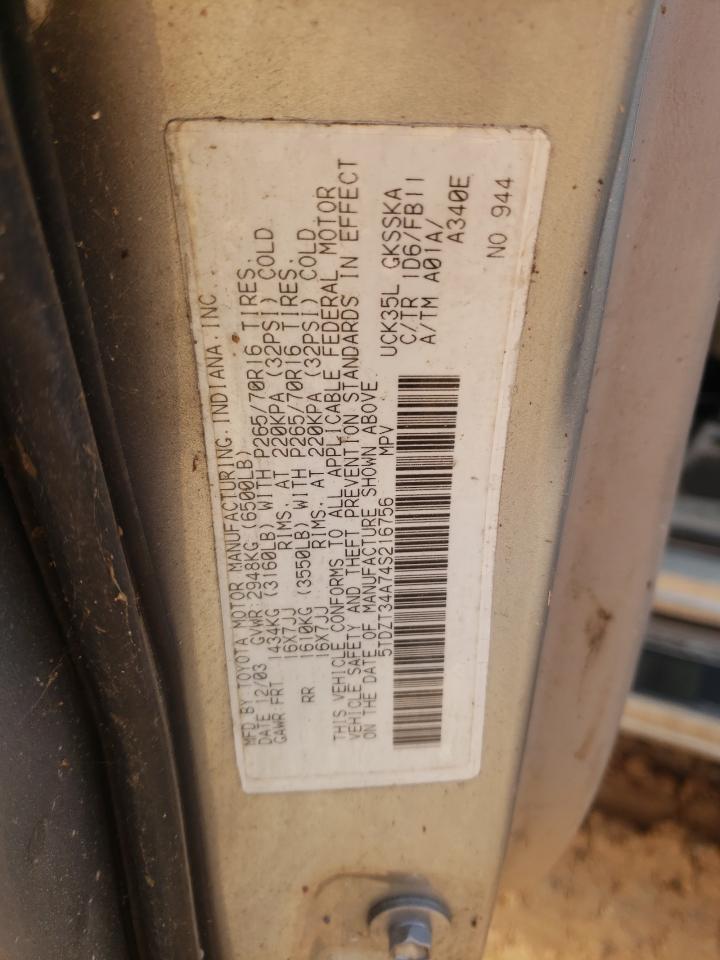 MFD BY TOYOTA MOTOR MANUFACTURING.INDIANA.INC.
DATE 12/03 GVWR:2948KG (6500LB)
GAWR FRT 1434KG (3160LB) WITH P265/70R16 TIRES,
16X7JJ RIMS, AT 220KPA (32PSI) COLD
RR 1610KG (3550LB) WITH P265/70R16 TIRES,
16X7JJ RIMS, AT 220KPA (32PSI) COLD
THIS VEHICLE CONFORMS TO ALL APPLICABLE FEDERAL MOTOR
VEHICLE SAFETY AND THEFT PREVENTION STANDARDS IN EFFECT
ON THE DATE OF MANUFACTURE SHOWN ABOVE
5TDZT34A74S216756 MPV
UCK35L GKSSKA
C/TR 1D6/FB11
A/TM A01A/
A340E
NO 944